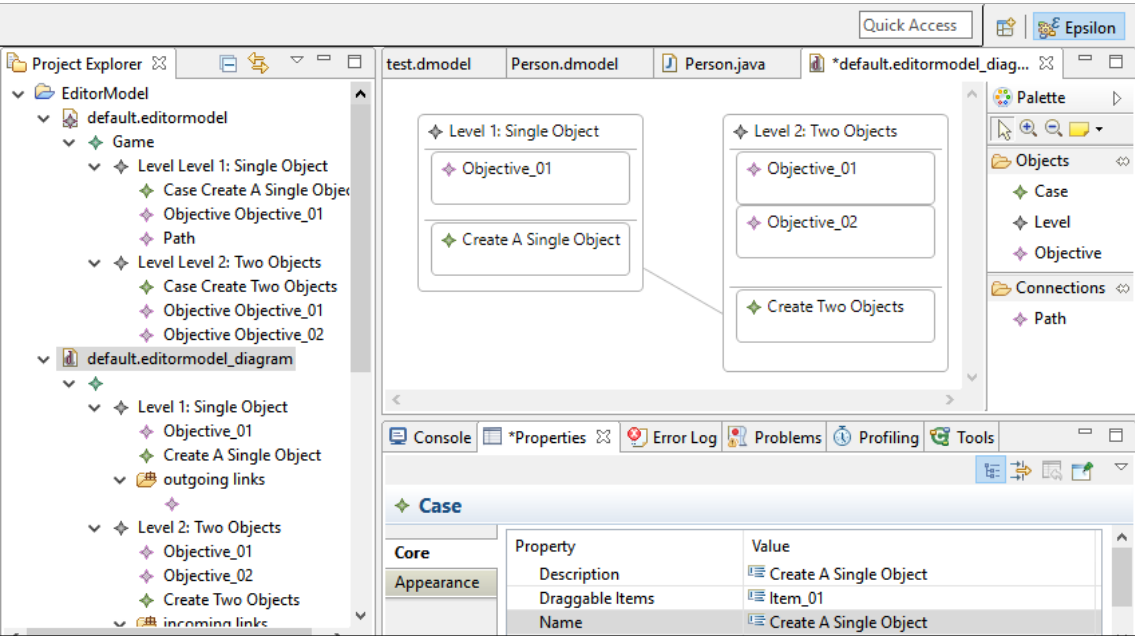 Quick Access
Epsilon
Project Explorer
EditorModel
default.editormodel
Game
Level Level 1: Single Object
Case Create A Single Objec
Objective Objective_01
Path
Level Level 2: Two Objects
Case Create Two Objects
Objective Objective_01
Objective Objective_02
default.editormodel_diagram
Level 1: Single Object
Objective_01
Create A Single Object
outgoing links
Level 2: Two Objects
Objective_01
Objective_02
Create Two Objects
incoming links
test.dmodel
Person.dmodel
Person.java
*default.editormodel_diag...
Level 1: Single Object
Objective_01
Create A Single Object
Level 2: Two Objects
Objective_01
Objective_02
Create Two Objects
Palette
Objects
Case
Level
Objective
Connections
Path
Console
*Properties
Error Log
Problems
Profiling
Tools
Case
Core
Appearance
Property Value
Description Create A Single Object
Draggable Items Item_01
Name Create A Single Object